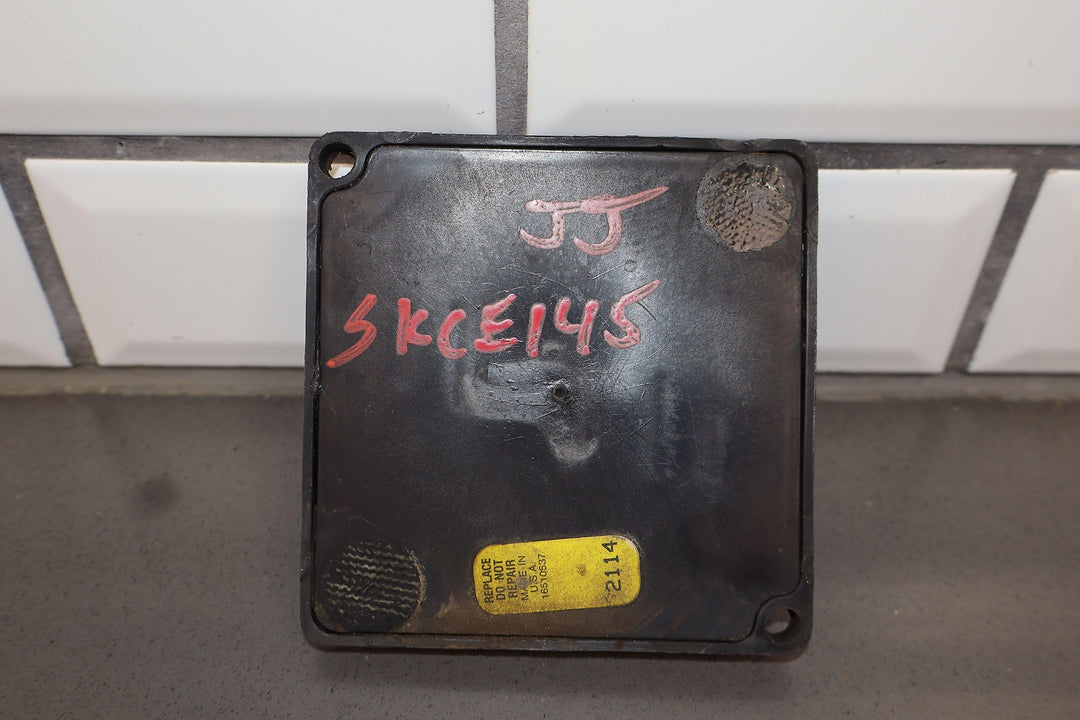 JJ
SKCE145
REPLACE
DO NOT
REPAIR
MADE IN
U.S.A.
16510537
2114